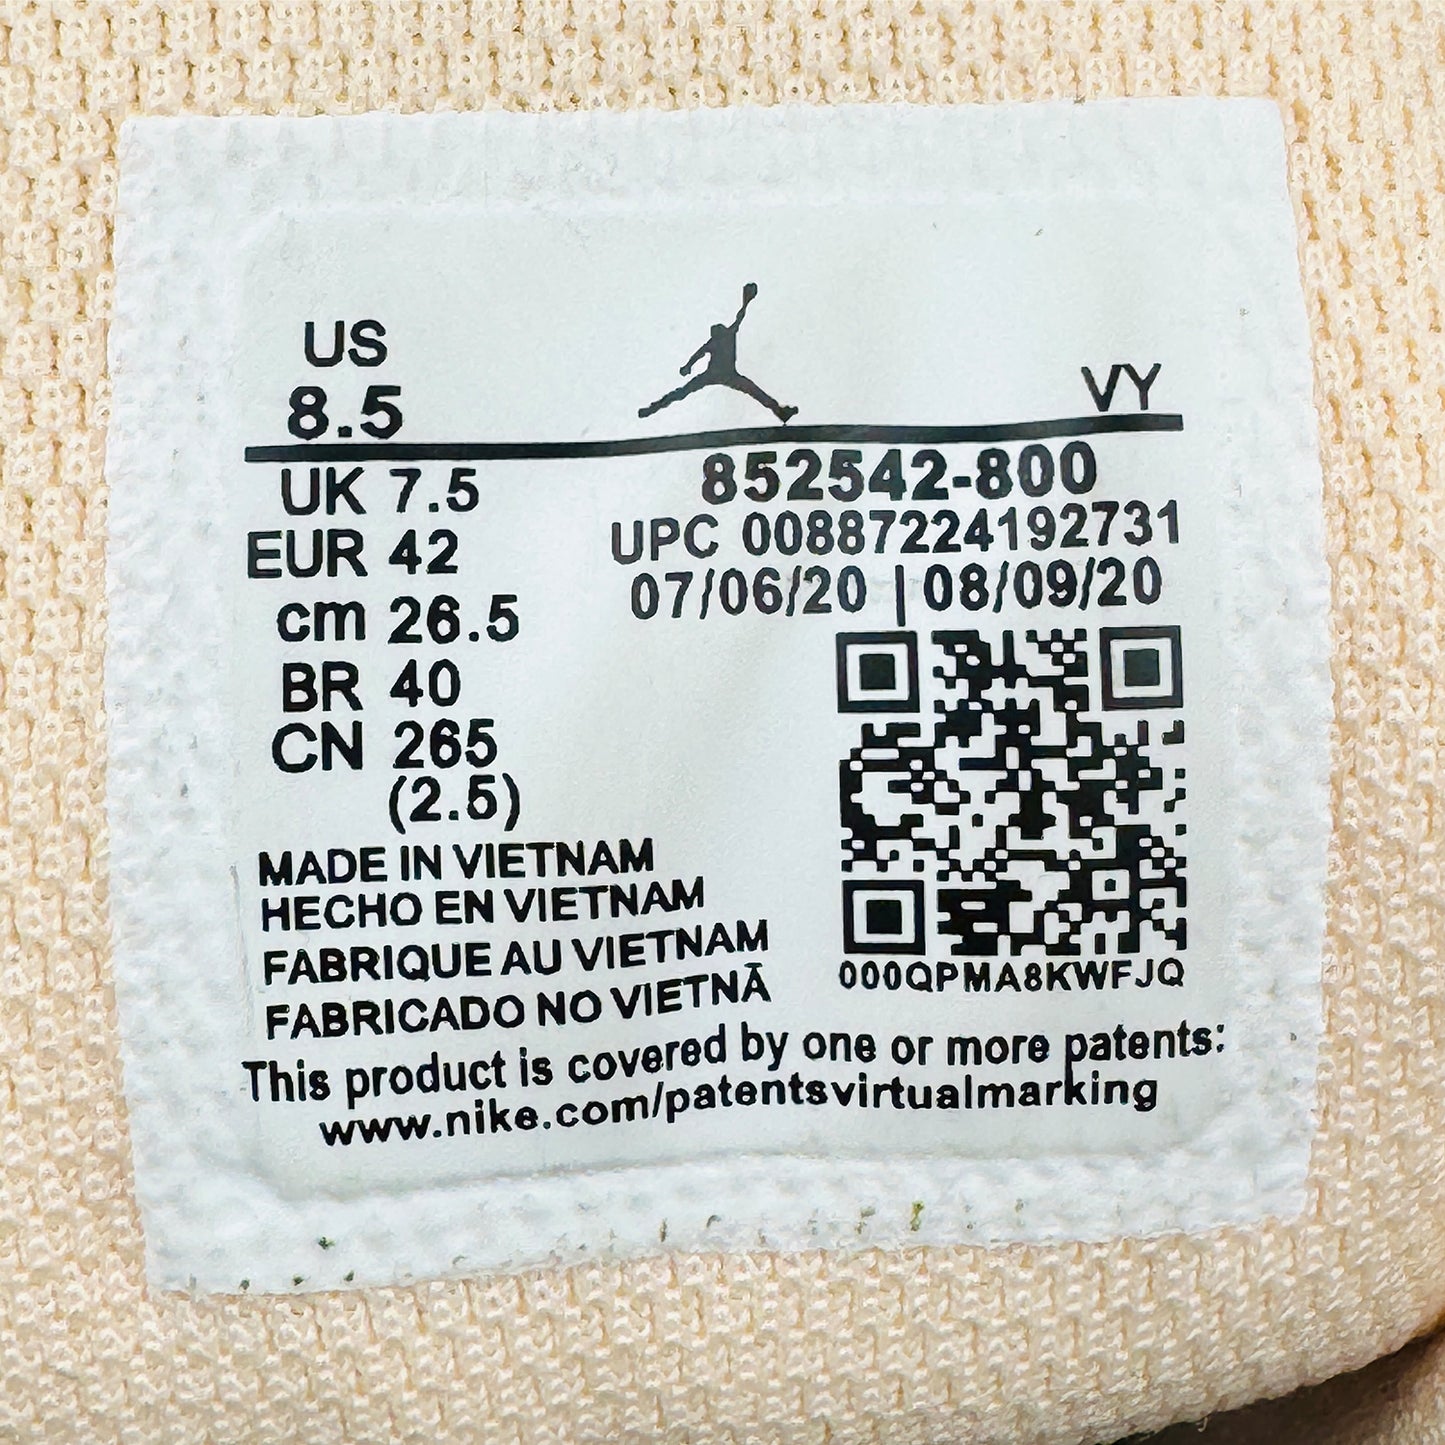 US
8.5
VY
UK 7.5
EUR 42
cm 26.5
BR 40
CN 265
(2.5)
852542-800
UPC 00887224192731
07/06/20 | 08/09/20
000QPMA8KWFJQ
MADE IN VIETNAM
HECHO EN VIETNAM
FABRIQUE AU VIETNAM
FABRICADO NO VIETNÃ
This product is covered by one or more patents:
www.nike.com/patentsvirtualmarking